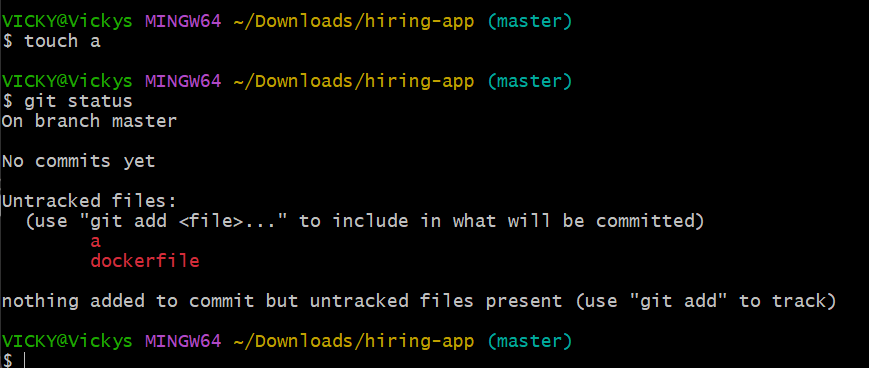 VICKY@Vickys MINGW64 ~/Downloads/hiring-app (master)
$ touch a
VICKY@Vickys MINGW64 ~/Downloads/hiring-app (master)
$ git status
On branch master
No commits yet
Untracked files:
  (use "git add <file>..." to include in what will be committed)
        a
        dockerfile
nothing added to commit but untracked files present (use "git add" to track)
VICKY@Vickys MINGW64 ~/Downloads/hiring-app (master)
$